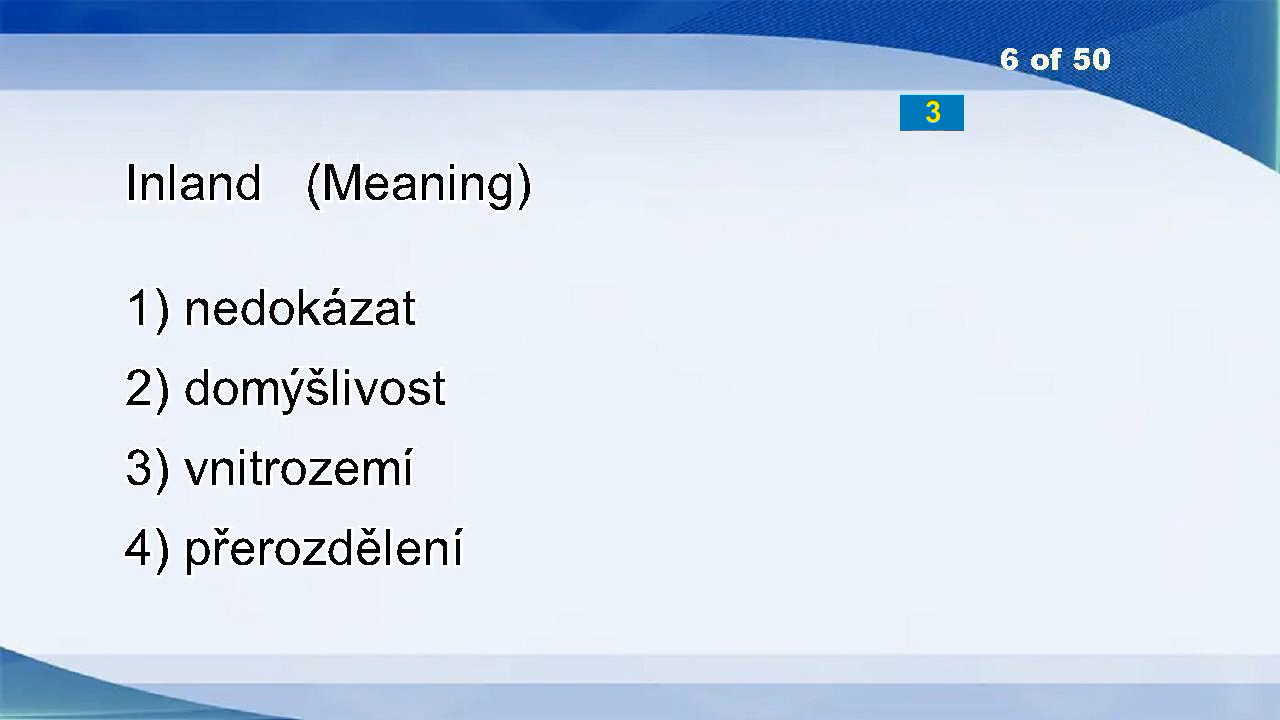 6 of 50
3
Inland (Meaning)
1) nedokázat
2) domýšlivost
3) vnitrozemí
4) přerozdělení